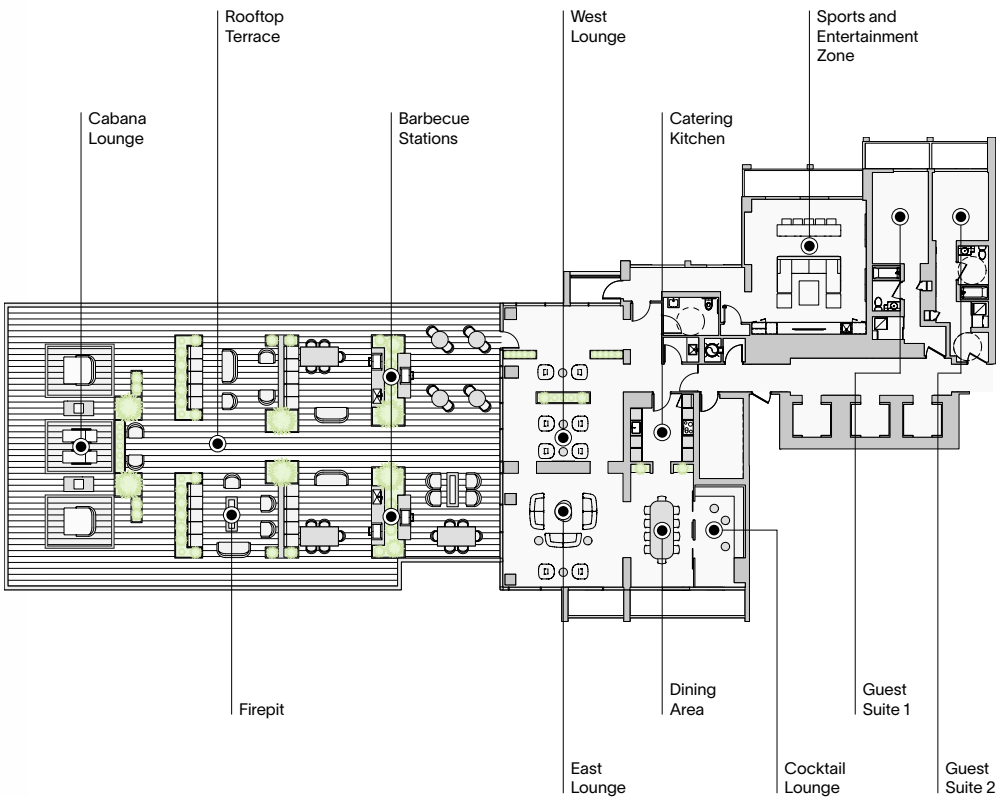 Rooftop
Terrace
West
Lounge
Sports and
Entertainment
Zone
Cabana
Lounge
Barbecue
Stations
Catering
Kitchen
Firepit
Dining
Area
Guest
Suite 1
East
Lounge
Cocktail
Lounge
Guest
Suite 2